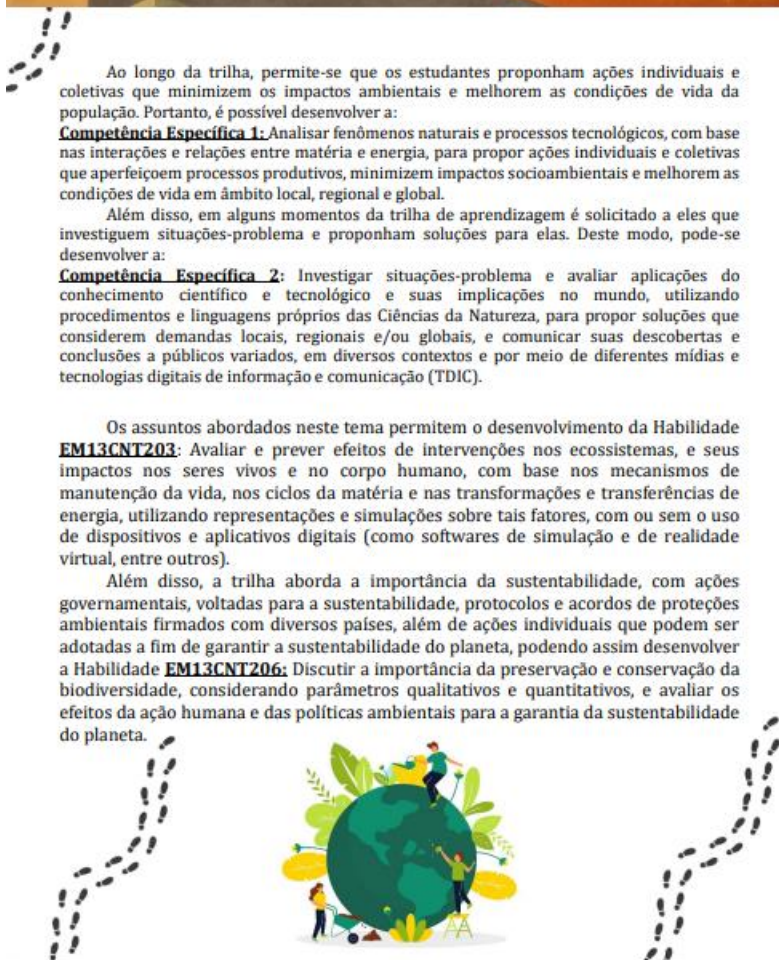 Ao longo da trilha, permite-se que os estudantes proponham ações individuais e
coletivas que minimizem os impactos ambientais e melhorem as condições de vida da
população. Portanto, é possível desenvolver a:
Competência Específica 1: Analisar fenômenos naturais e processos tecnológicos, com base
nas interações e relações entre matéria e energia, para propor ações individuais e coletivas
que aperfeiçoem processos produtivos, minimizem impactos socioambientais e melhorem as
condições de vida em âmbito local, regional e global.
Além disso, em alguns momentos da trilha de aprendizagem é solicitado a eles que
investiguem situações-problema e proponham soluções para elas. Deste modo, pode-se
desenvolver a:
Competência Específica 2: Investigar situações-problema e avaliar aplicações do
conhecimento científico e tecnológico e suas implicações no mundo, utilizando
procedimentos e linguagens próprios das Ciências da Natureza, para propor soluções que
considerem demandas locais, regionais e/ou globais, e comunicar suas descobertas e
conclusões a públicos variados, em diversos contextos e por meio de diferentes mídias e
tecnologias digitais de informação e comunicação (TDIC).
Os assuntos abordados neste tema permitem o desenvolvimento da Habilidade
EM13CNT203: Avaliar e prever efeitos de intervenções nos ecossistemas, e seus
impactos nos seres vivos e no corpo humano, com base nos mecanismos de
manutenção da vida, nos ciclos da matéria e nas transformações e transferências de
energia, utilizando representações e simulações sobre tais fatores, com ou sem o uso
de dispositivos e aplicativos digitais (como softwares de simulação e de realidade
virtual, entre outros).
Além disso, a trilha aborda a importância da sustentabilidade, com ações
governamentais, voltadas para a sustentabilidade, protocolos e acordos de proteções
ambientais firmados com diversos países, além de ações individuais que podem ser
adotadas a fim de garantir a sustentabilidade do planeta, podendo assim desenvolver
a Habilidade EM13CNT206: Discutir a importância da preservação e conservação da
biodiversidade, considerando parâmetros qualitativos e quantitativos, e avaliar os
efeitos da ação humana e das políticas ambientais para a garantia da sustentabilidade
do planeta.